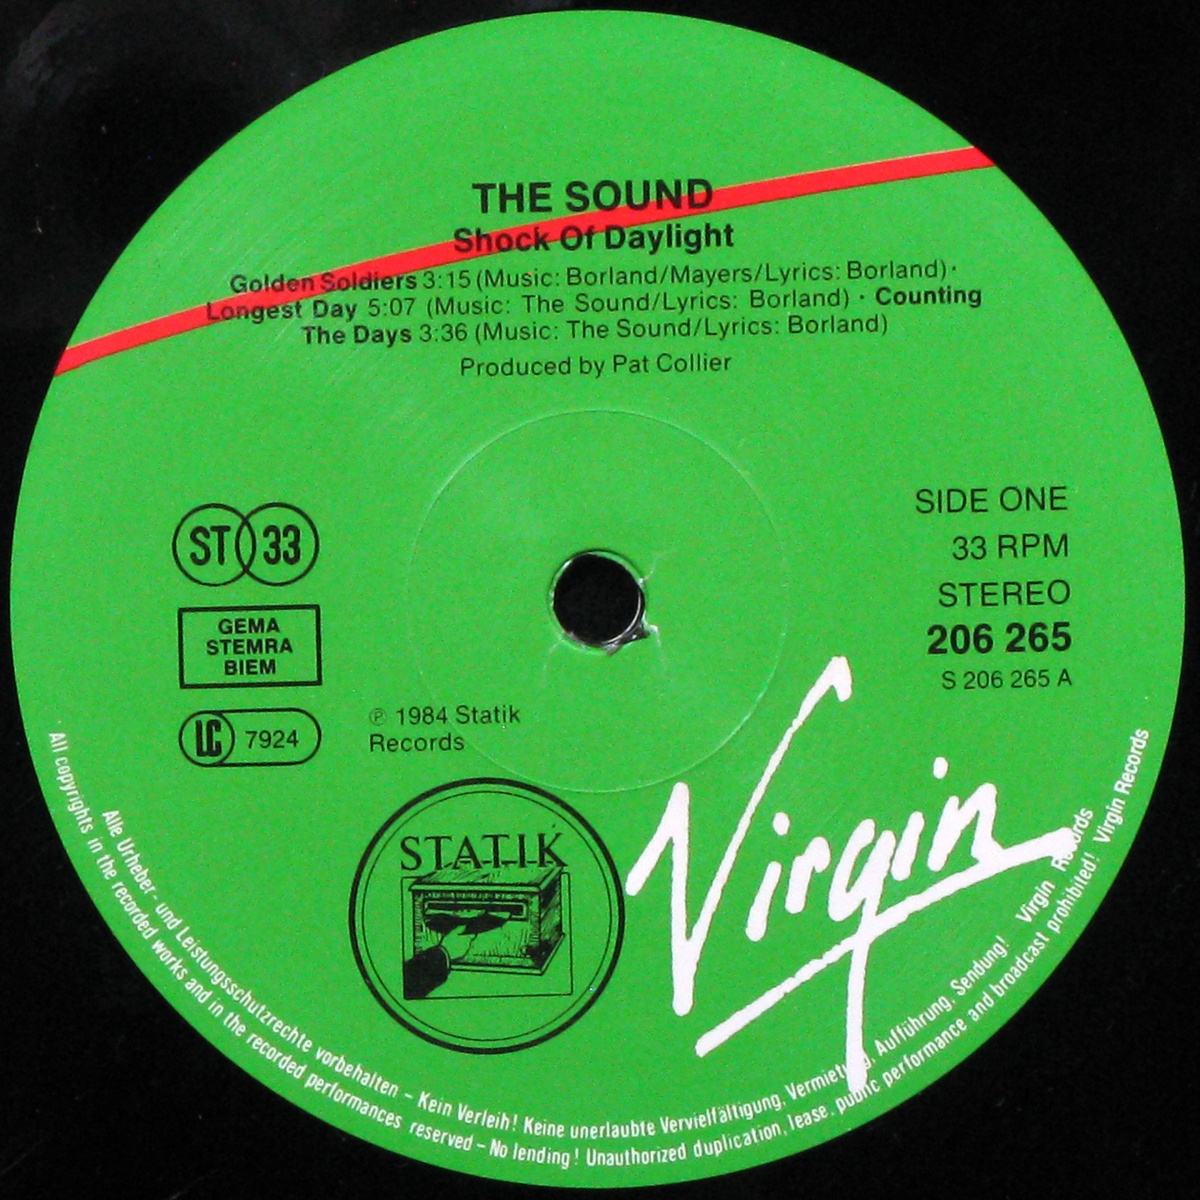 THE SOUND
Shock Of Daylight
Golden Soldiers 3:15 (Music: Borland/Mayers/Lyrics: Borland)·
Longest Day 5:07 (Music: The Sound/Lyrics: Borland) · Counting
The Days 3:36 (Music: The Sound/Lyrics: Borland)
Produced by Pat Collier
ST 33
GEMA
STEMRA
BIEM
LC 7924
SIDE ONE
33 RPM
STEREO
206 265
S 206 265 A
℗ 1984 Statik
Records
STATIK
Virgin
Alle Urheber- und Leistungsschutzrechte vorbehalten – Kein Verleih! Keine unerlaubte Vervielfältigung, Vermietung, Aufführung, Sendung! Virgin Records
All copyrights in the recorded works and in the recorded performances reserved – No lending! Unauthorized duplication, lease, public performance and broadcast prohibited! Virgin Records